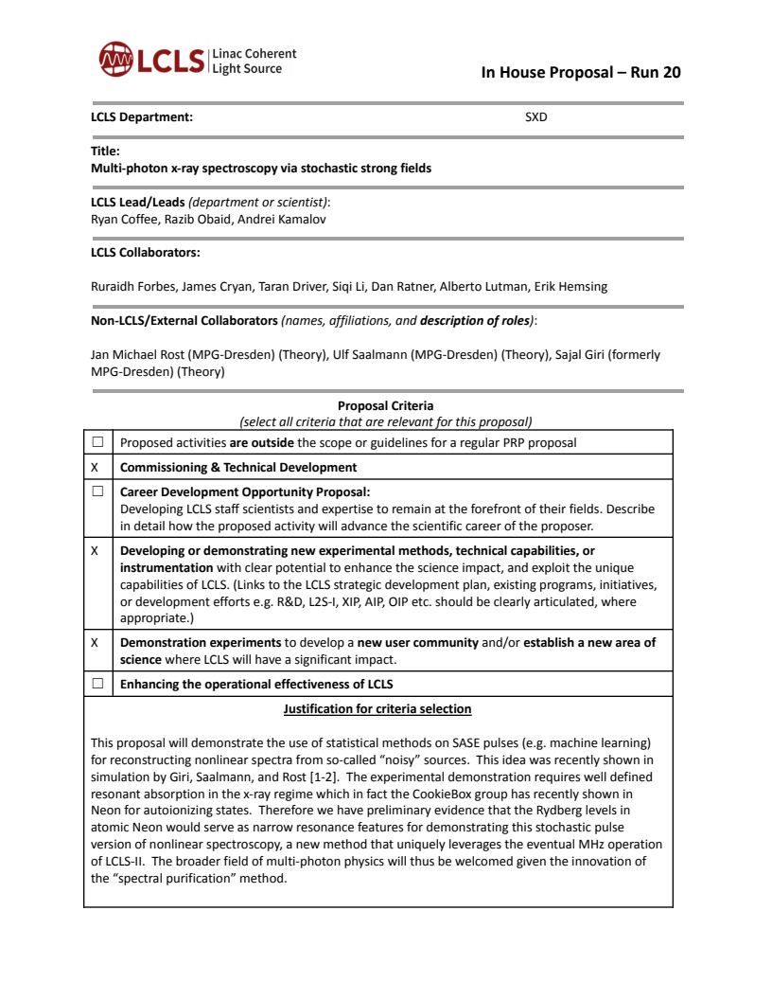 LCLS
Linac Coherent
Light Source
In House Proposal – Run 20
LCLS Department: SXD
Title:
Multi-photon x-ray spectroscopy via stochastic strong fields
LCLS Lead/Leads (department or scientist):
Ryan Coffee, Razib Obaid, Andrei Kamalov
LCLS Collaborators:
Ruraidh Forbes, James Cryan, Taran Driver, Siqi Li, Dan Ratner, Alberto Lutman, Erik Hemsing
Non-LCLS/External Collaborators (names, affiliations, and description of roles):
Jan Michael Rost (MPG-Dresden) (Theory), Ulf Saalmann (MPG-Dresden) (Theory), Sajal Giri (formerly
MPG-Dresden) (Theory)
Proposal Criteria
(select all criteria that are relevant for this proposal)
☐ Proposed activities are outside the scope or guidelines for a regular PRP proposal
X Commissioning & Technical Development
☐ Career Development Opportunity Proposal:
Developing LCLS staff scientists and expertise to remain at the forefront of their fields. Describe
in detail how the proposed activity will advance the scientific career of the proposer.
X Developing or demonstrating new experimental methods, technical capabilities, or
instrumentation with clear potential to enhance the science impact, and exploit the unique
capabilities of LCLS. (Links to the LCLS strategic development plan, existing programs, initiatives,
or development efforts e.g. R&D, L2S-I, XIP, AIP, OIP etc. should be clearly articulated, where
appropriate.)
X Demonstration experiments to develop a new user community and/or establish a new area of
science where LCLS will have a significant impact.
☐ Enhancing the operational effectiveness of LCLS
Justification for criteria selection
This proposal will demonstrate the use of statistical methods on SASE pulses (e.g. machine learning)
for reconstructing nonlinear spectra from so-called “noisy” sources. This idea was recently shown in
simulation by Giri, Saalmann, and Rost [1-2]. The experimental demonstration requires well defined
resonant absorption in the x-ray regime which in fact the CookieBox group has recently shown in
Neon for autoionizing states. Therefore we have preliminary evidence that the Rydberg levels in
atomic Neon would serve as narrow resonance features for demonstrating this stochastic pulse
version of nonlinear spectroscopy, a new method that uniquely leverages the eventual MHz operation
of LCLS-II. The broader field of multi-photon physics will thus be welcomed given the innovation of
the “spectral purification” method.